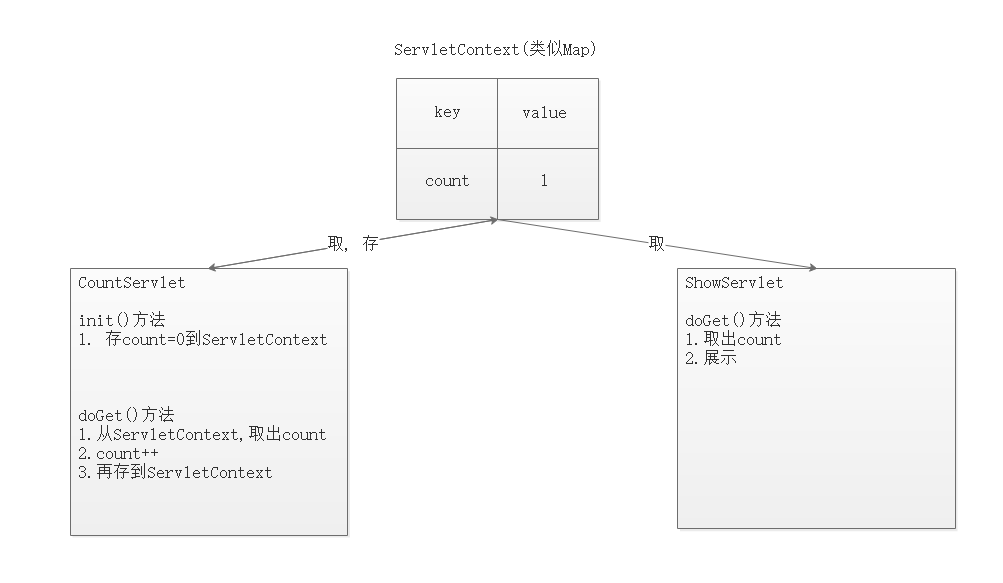 ServletContext(类似Map)
key
value
count
1
取, 存
取
CountServlet
init()方法
1. 存count=0到ServletContext
doGet()方法
1.从ServletContext,取出count
2.count++
3.再存到ServletContext
ShowServlet
doGet()方法
1.取出count
2.展示